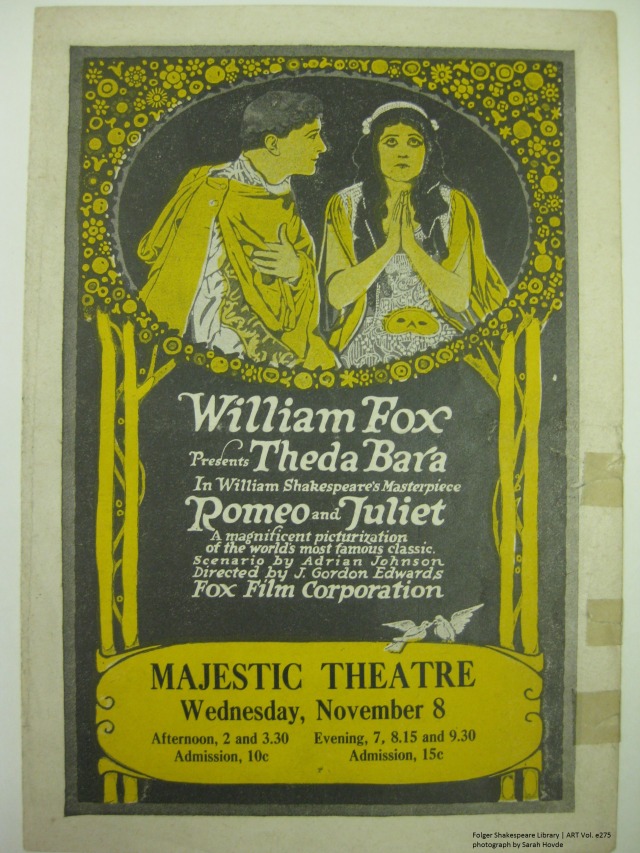 William Fox
Presents Theda Bara
In William Shakespeare's Masterpiece
Romeo and Juliet
A magnificent picturization
of the world's most famous classic.
Scenario by Adrian Johnson
Directed by J. Gordon Edwards
Fox Film Corporation
MAJESTIC THEATRE
Wednesday, November 8
Afternoon, 2 and 3.30 Evening, 7, 8.15 and 9.30
Admission, 10c Admission, 15c
Folger Shakespeare Library | ART Vol. e275
photograph by Sarah Hovde